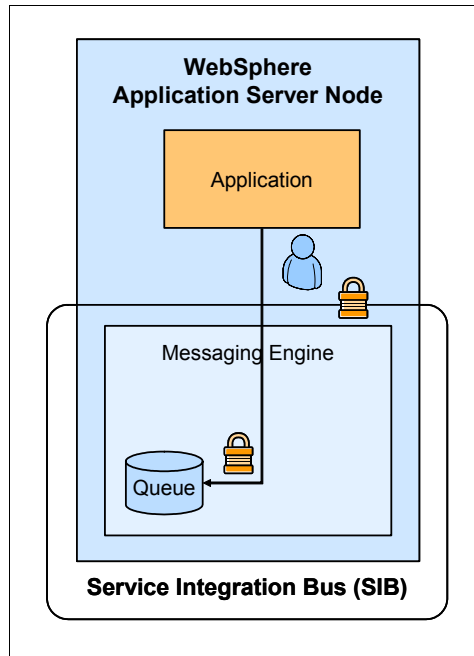 WebSphere
Application Server Node
Application
Messaging Engine
Queue
Service Integration Bus (SIB)